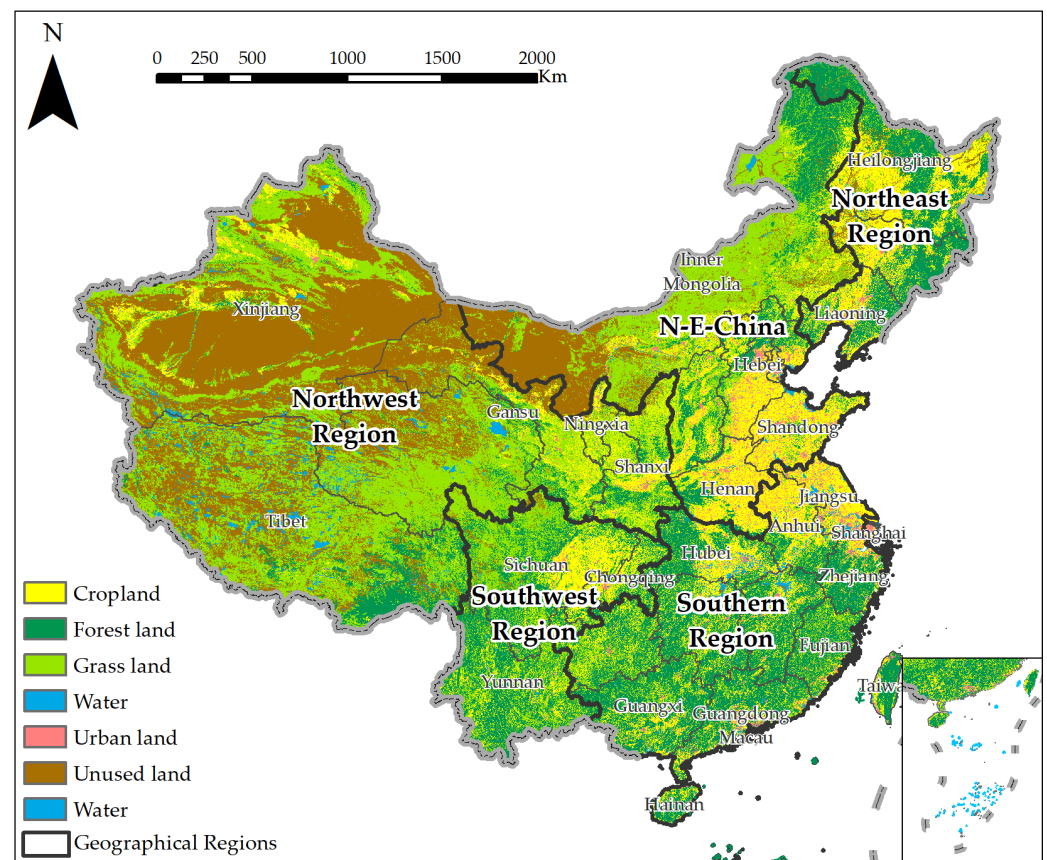 N
0 250 500 1000 1500 2000
Km
Heilongjiang
Northeast
Region
Inner
Mongolia
Xinjiang
Liaoning
N-E-China
Hebei
Northwest
Region
Gansu
Ningxia
Shandong
Shanxi
Henan
Jiangsu
Tibet
Anhui
Shanghai
Hubei
Sichuan
Chongqing
Zhejiang
Southwest
Region
Southern
Region
Fujian
Yunnan
Taiwa
Guangxi
Guangdong
Macau
Hainan
Cropland
Forest land
Grass land
Water
Urban land
Unused land
Water
Geographical Regions